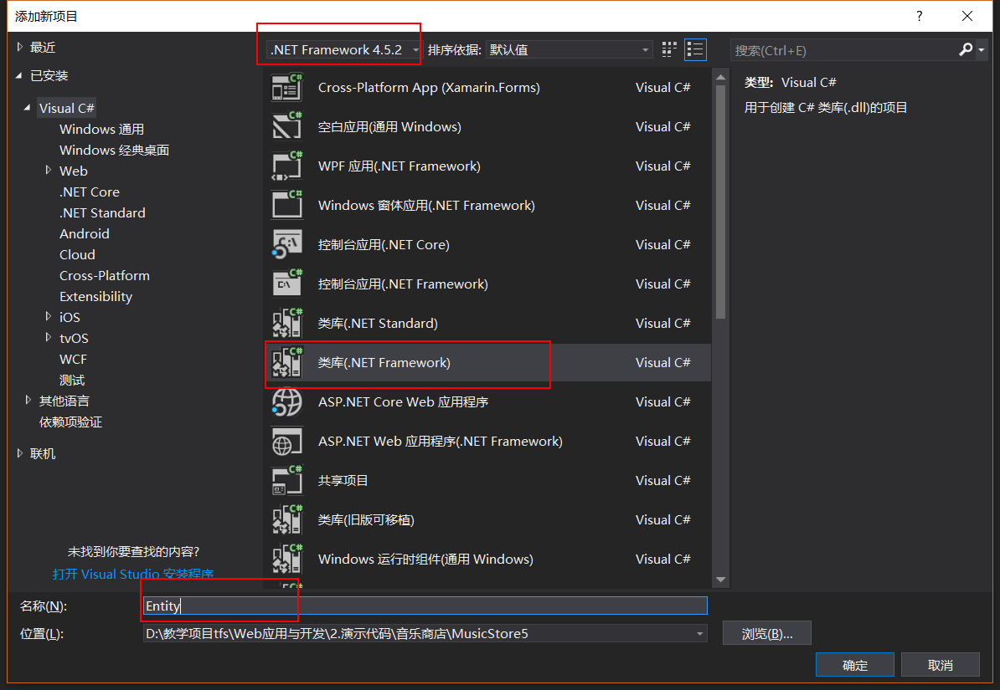 添加新项目
?
最近
已安装
Visual C#
Windows 通用
Windows 经典桌面
Web
.NET Core
.NET Standard
Android
Cloud
Cross-Platform
Extensibility
iOS
tvOS
WCF
测试
其他语言
依赖项验证
联机
未找到你要查找的内容?
打开 Visual Studio 安装程序
.NET Framework 4.5.2 排序依据: 默认值
搜索(Ctrl+E)
Cross-Platform App (Xamarin.Forms) Visual C#
空白应用(通用 Windows) Visual C#
WPF 应用(.NET Framework) Visual C#
Windows 窗体应用(.NET Framework) Visual C#
控制台应用(.NET Core) Visual C#
控制台应用(.NET Framework) Visual C#
类库(.NET Standard) Visual C#
类库(.NET Framework) Visual C#
ASP.NET Core Web 应用程序 Visual C#
ASP.NET Web 应用程序(.NET Framework) Visual C#
共享项目 Visual C#
类库(旧版可移植) Visual C#
Windows 运行时组件(通用 Windows) Visual C#
类型: Visual C#
用于创建 C# 类库(.dll)的项目
名称(N): Entity
位置(L): D:\教学项目tfs\Web应用与开发\2.演示代码\音乐商店\MusicStore5
浏览(B)...
确定 取消